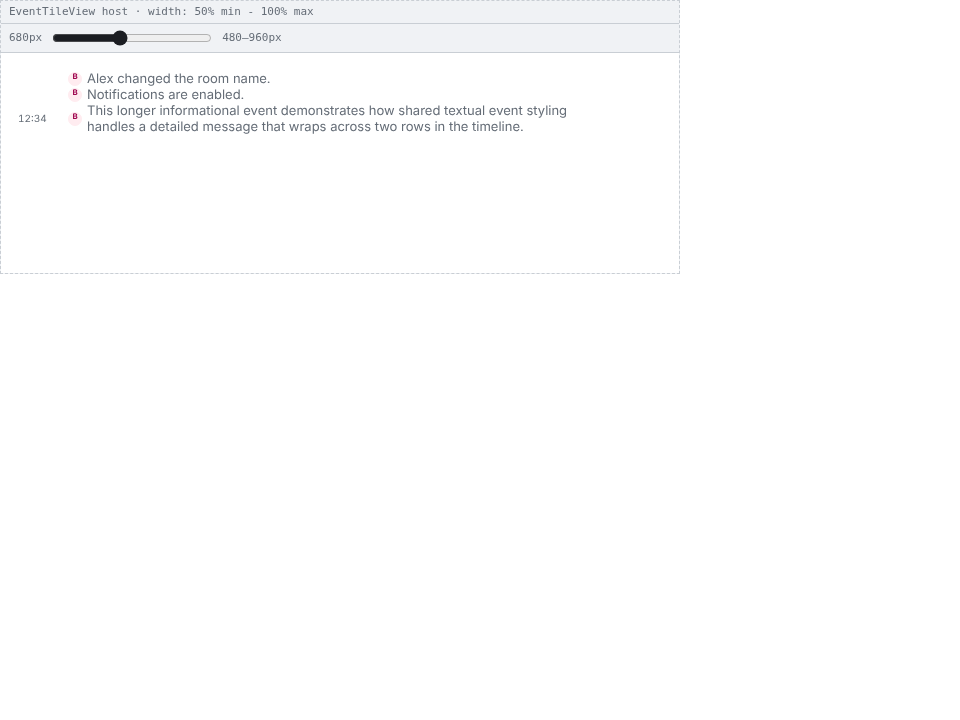 EventTileView host · width: 50% min - 100% max
680px 480–960px
B Alex changed the room name.
B Notifications are enabled.
12:34 B This longer informational event demonstrates how shared textual event styling
handles a detailed message that wraps across two rows in the timeline.